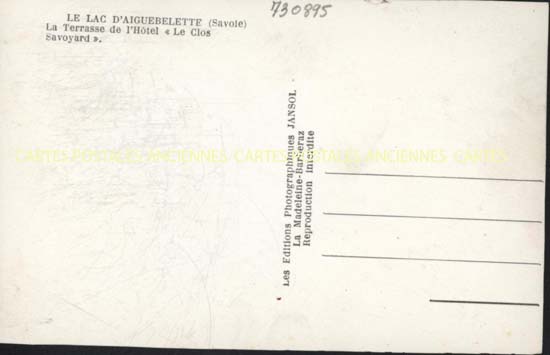 LE LAC D'AIGUEBELETTE (Savoie)
La Terrasse de l'Hôtel « Le Clos
Savoyard ».
730895
CARTES POSTALES ANCIENNES CARTES POSTALES ANCIENNES CARTES POSTALES
Les Editions Photographiques JANSOL
La Madeleine-Barberaz
Reproduction interdite